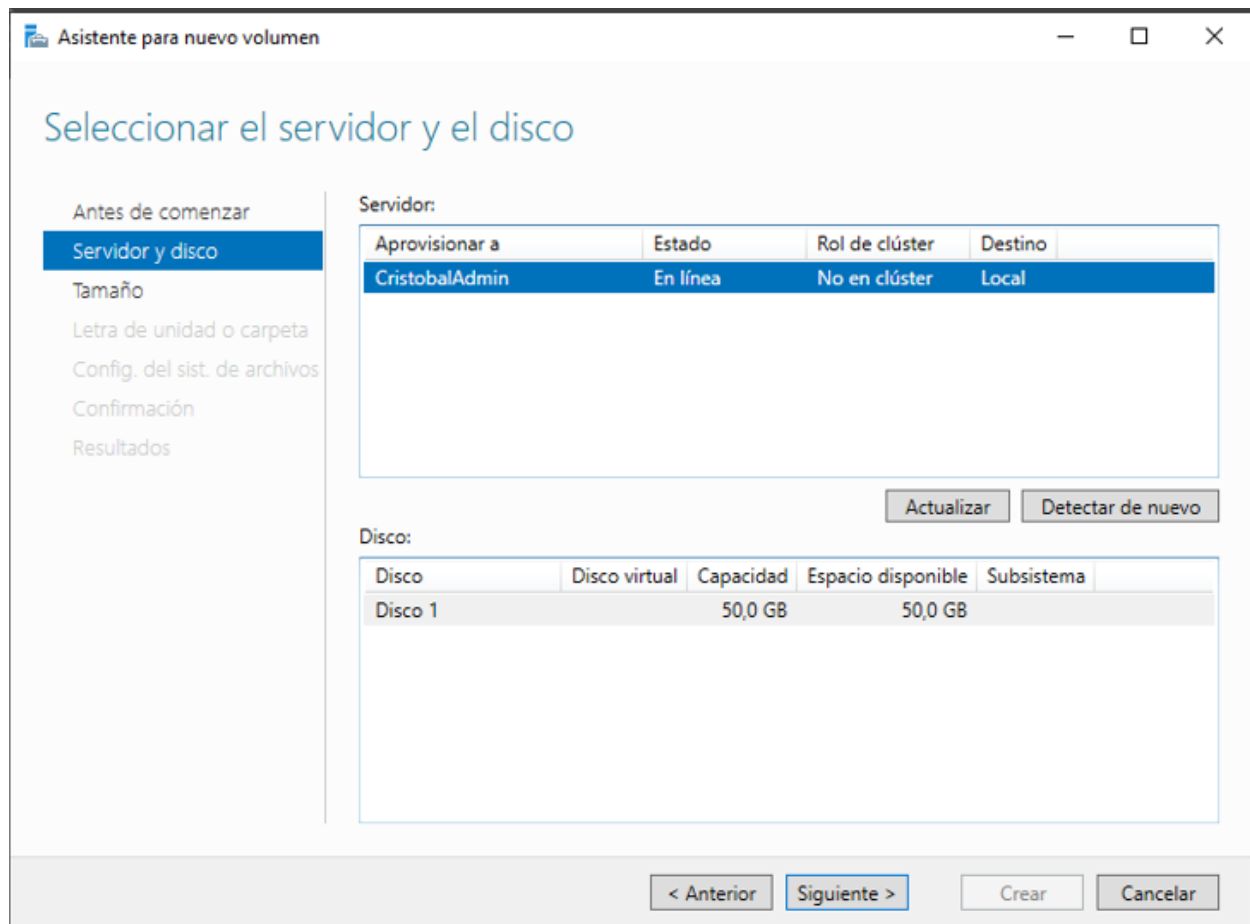 Asistente para nuevo volumen
Seleccionar el servidor y el disco
Antes de comenzar
Servidor y disco
Tamaño
Letra de unidad o carpeta
Config. del sist. de archivos
Confirmación
Resultados
Servidor:
Aprovisionar a Estado Rol de clúster Destino
CristobalAdmin En línea No en clúster Local
Actualizar Detectar de nuevo
Disco:
Disco Disco virtual Capacidad Espacio disponible Subsistema
Disco 1 50,0 GB 50,0 GB
< Anterior Siguiente > Crear Cancelar